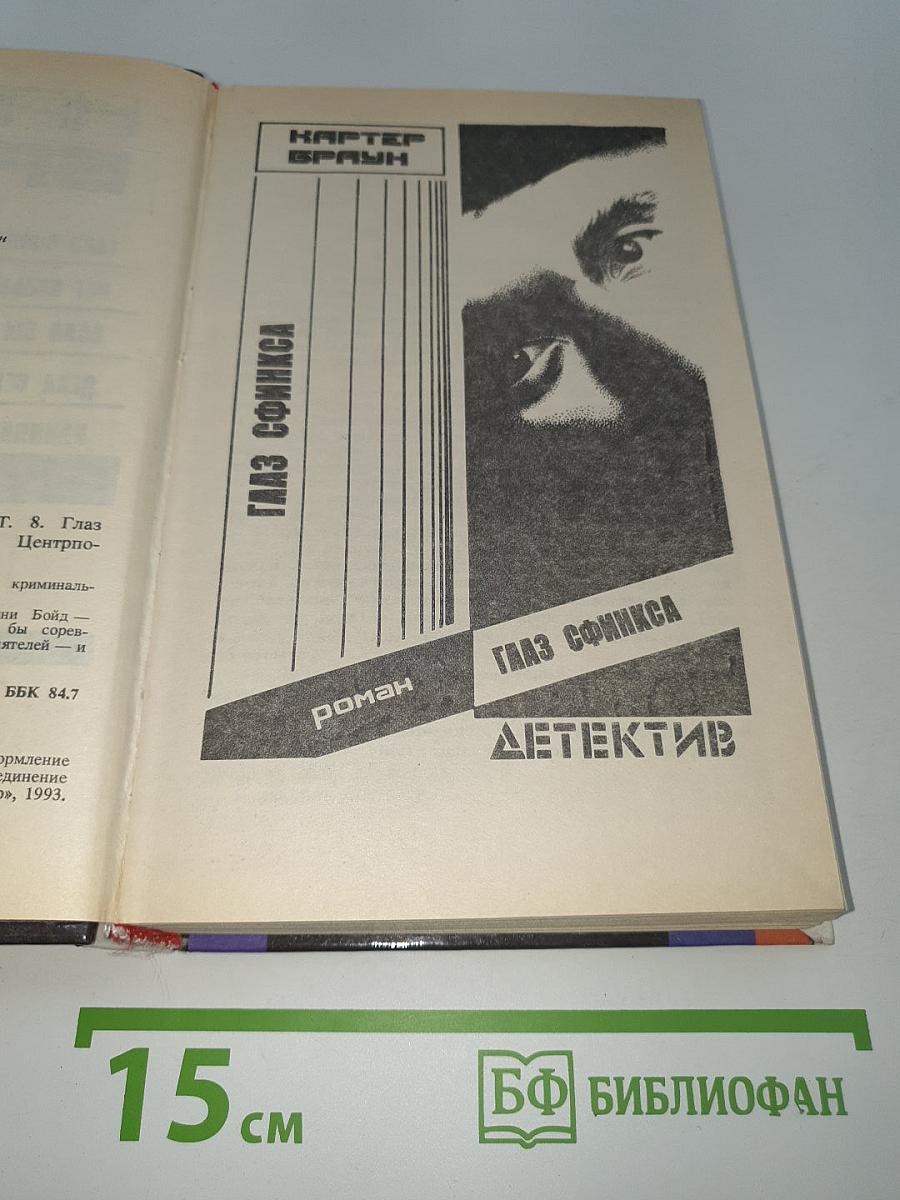 Т. 8. Глаз
Центрпо-
криминаль-
ни Бойд —
бы сорев-
иятелей — и
ББК 84.7
ормление
единение
р», 1993.
КАРТЕР
БРАУН
ГЛАЗ СФИНКСА
ГЛАЗ СФИНКСА
роман
ДЕТЕКТИВ
15 см
БФ БИБЛИОФАН